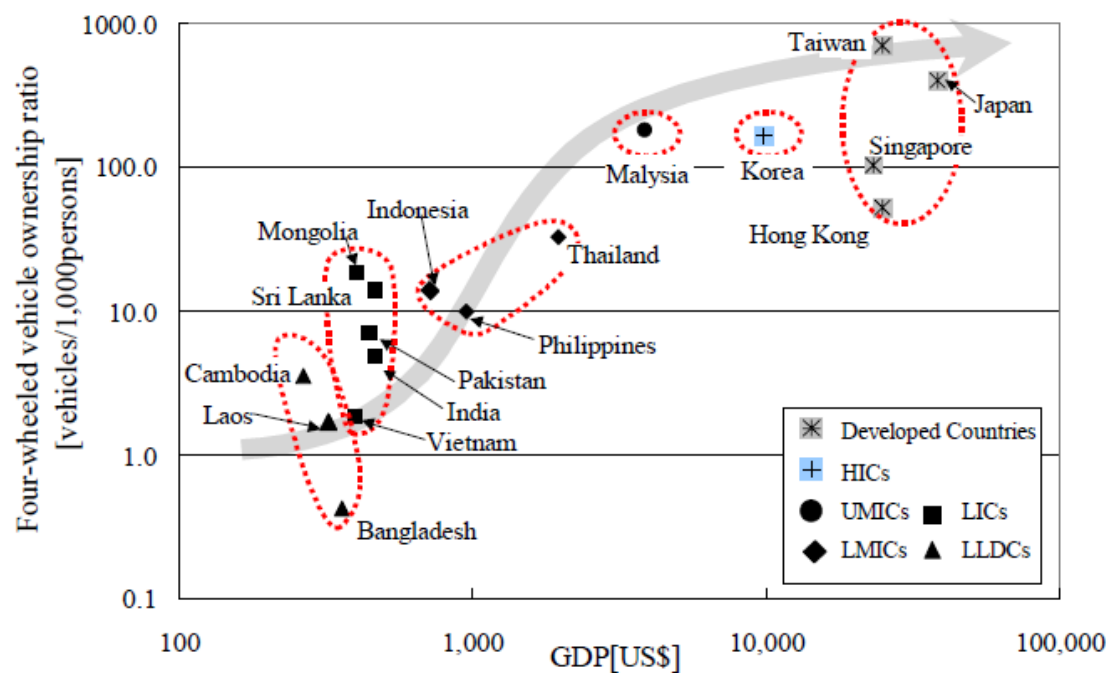 Four-wheeled vehicle ownership ratio
[vehicles/1,000persons]
1000.0
100.0
10.0
1.0
0.1
Taiwan
Japan
Singapore
Malysia
Korea
Hong Kong
Indonesia
Mongolia
Thailand
Sri Lanka
Philippines
Cambodia
Pakistan
Laos
India
Vietnam
Bangladesh
Developed Countries
HICs
UMICs
LICs
LMICs
LLDCs
100
1,000
10,000
100,000
GDP[US$]